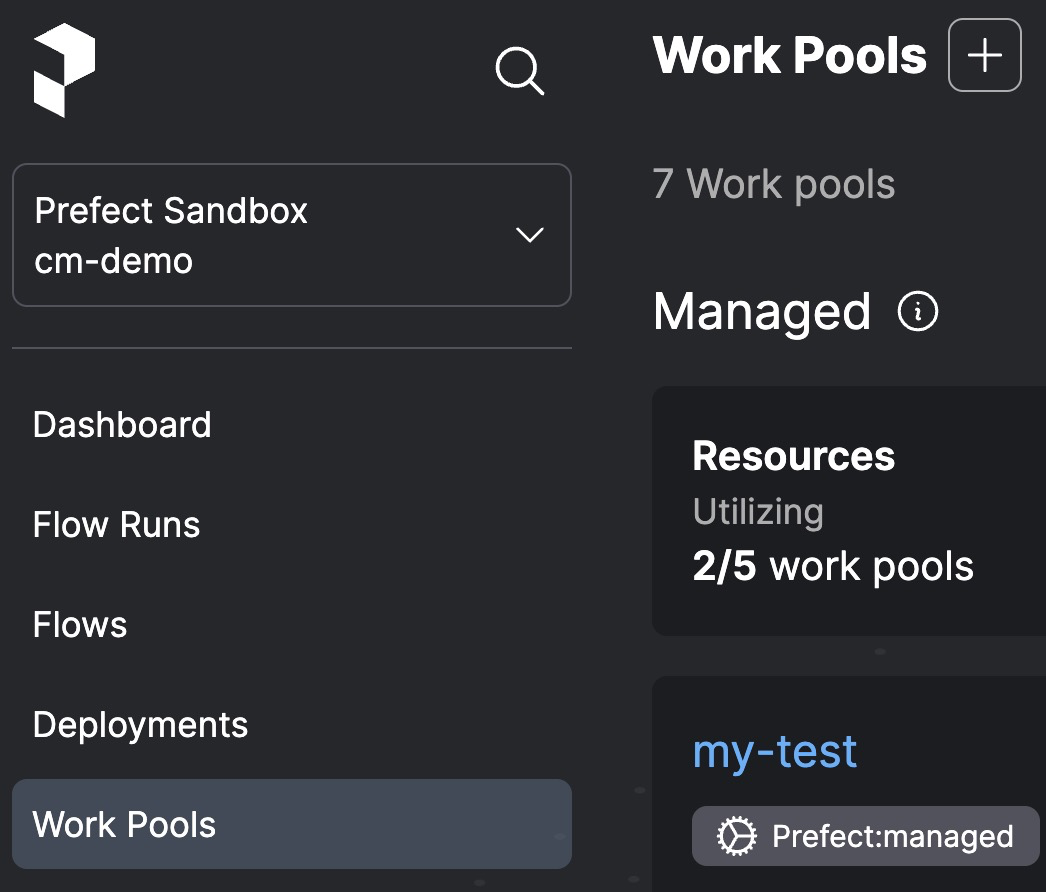 Prefect Sandbox
cm-demo
Dashboard
Flow Runs
Flows
Deployments
Work Pools
Work Pools
7 Work pools
Managed
Resources
Utilizing
2/5 work pools
my-test
Prefect:managed